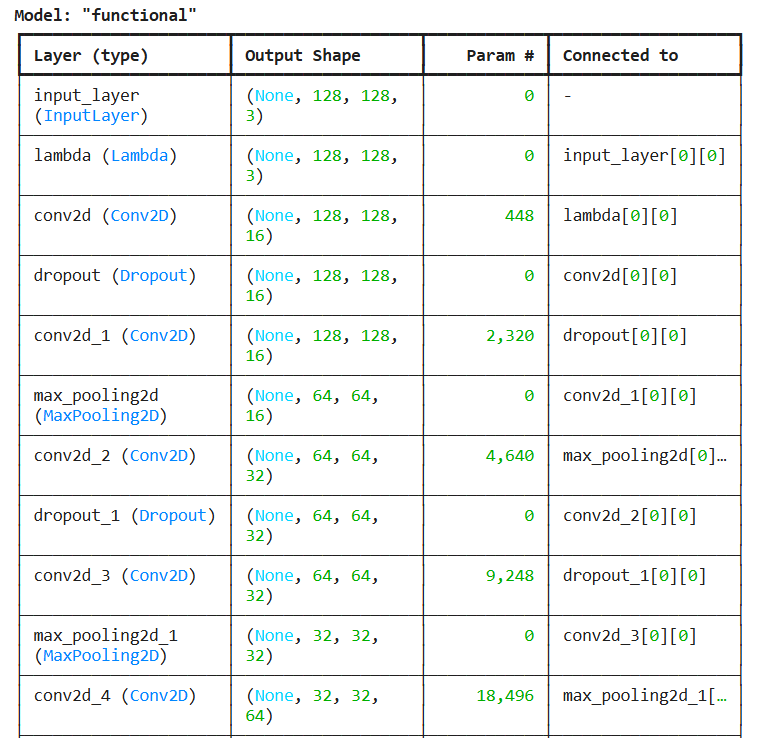 Model: "functional"
Layer (type) Output Shape Param # Connected to
input_layer (None, 128, 128, 0 -
(InputLayer) 3)
lambda (Lambda) (None, 128, 128, 0 input_layer[0][0]
3)
conv2d (Conv2D) (None, 128, 128, 448 lambda[0][0]
16)
dropout (Dropout) (None, 128, 128, 0 conv2d[0][0]
16)
conv2d_1 (Conv2D) (None, 128, 128, 2,320 dropout[0][0]
16)
max_pooling2d (None, 64, 64, 0 conv2d_1[0][0]
(MaxPooling2D) 16)
conv2d_2 (Conv2D) (None, 64, 64, 4,640 max_pooling2d[0]…
32)
dropout_1 (Dropout) (None, 64, 64, 0 conv2d_2[0][0]
32)
conv2d_3 (Conv2D) (None, 64, 64, 9,248 dropout_1[0][0]
32)
max_pooling2d_1 (None, 32, 32, 0 conv2d_3[0][0]
(MaxPooling2D) 32)
conv2d_4 (Conv2D) (None, 32, 32, 18,496 max_pooling2d_1[…
64)